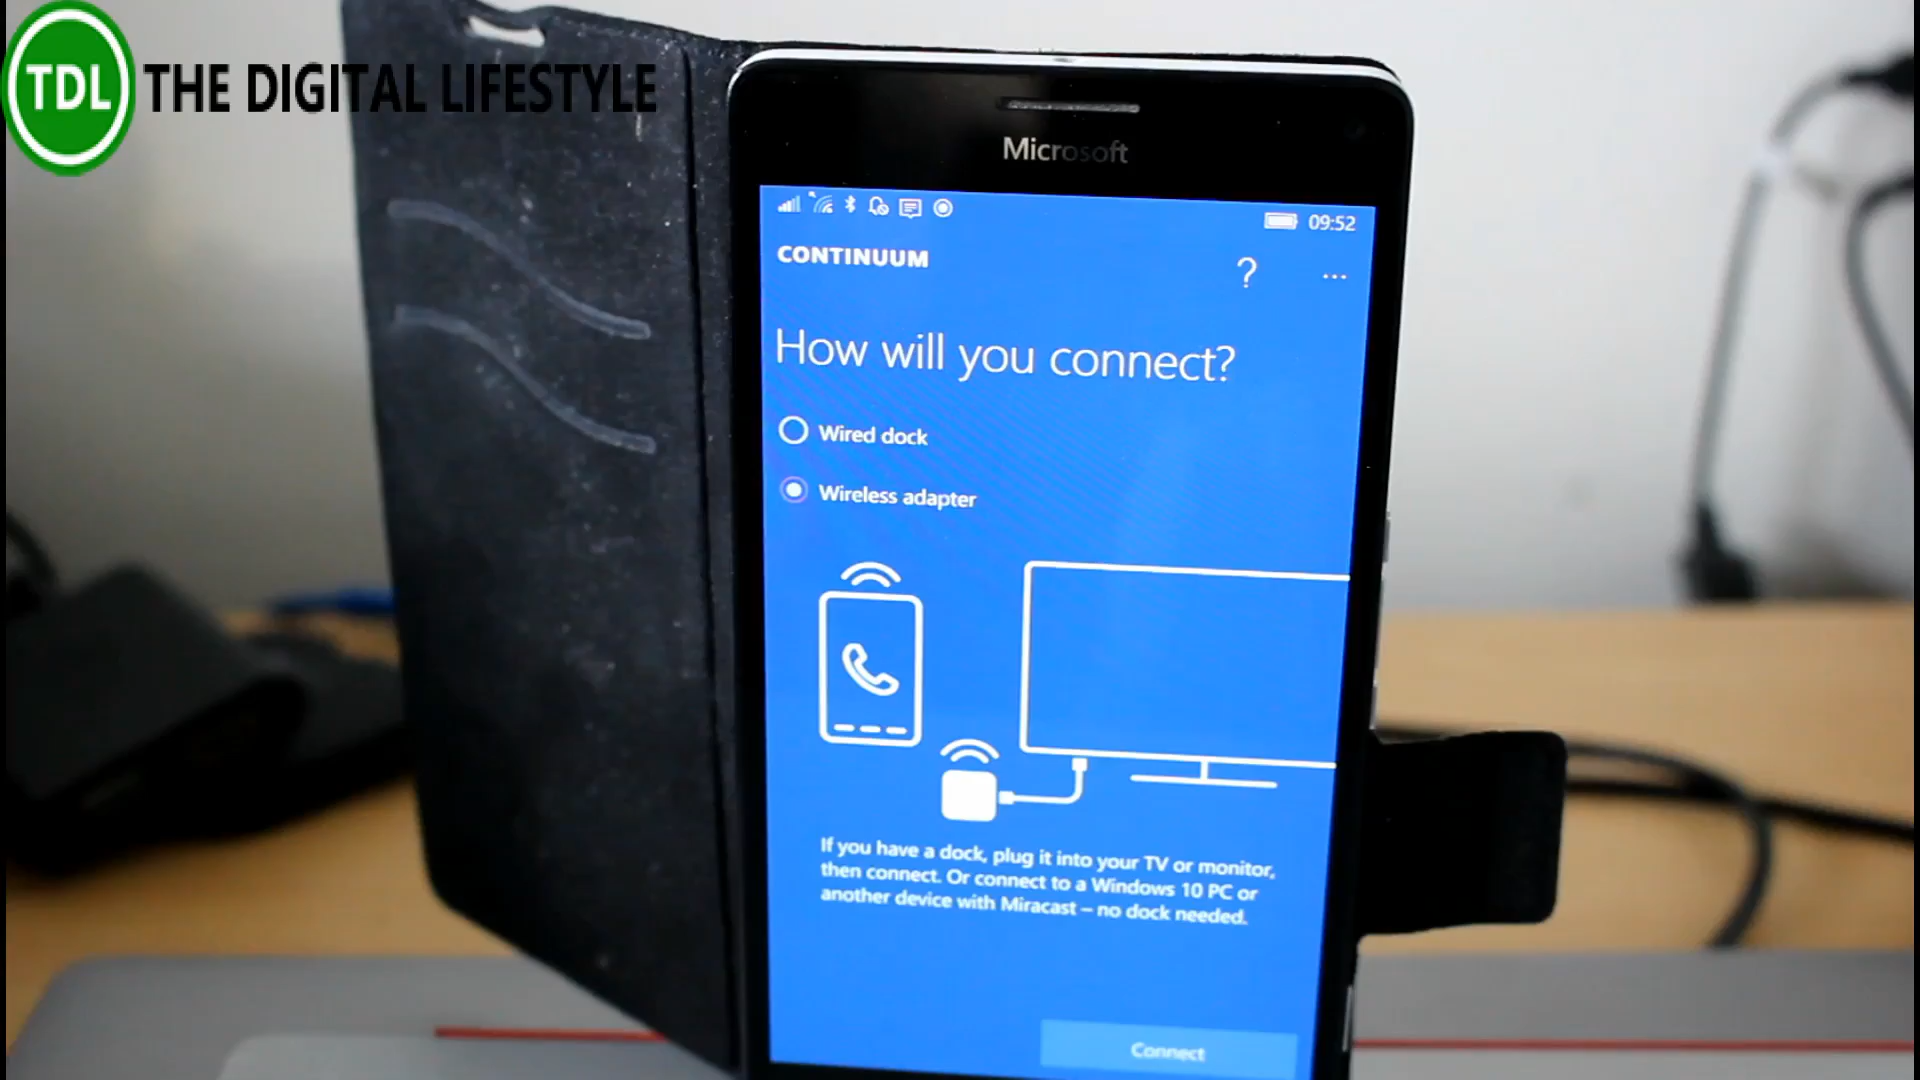 TDL THE DIGITAL LIFESTYLE
Microsoft
09:52
CONTINUUM
?
...
How will you connect?
Wired dock
Wireless adapter
If you have a dock, plug it into your TV or monitor,
then connect. Or connect to a Windows 10 PC or
another device with Miracast – no dock needed.
Connect